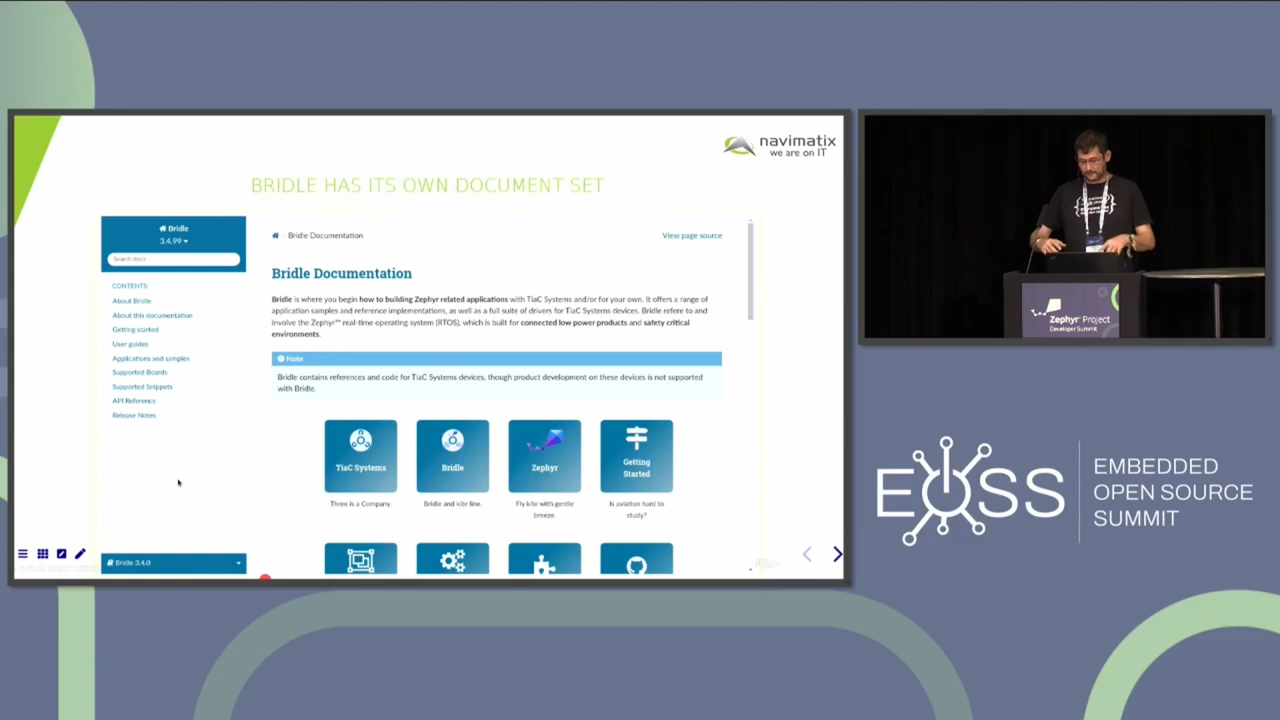 navimatix
we are on IT
BRIDLE HAS ITS OWN DOCUMENT SET
Bridle
3.4.99
Search docs
CONTENTS:
About Bridle
About this documentation
Getting started
User guides
Applications and samples
Supported Boards
Supported Snippets
API Reference
Release Notes
Bridle 3.4.0
Bridle Documentation
View page source
Bridle Documentation
Bridle is where you begin how to building Zephyr related applications with TiaC Systems and/or for your own. It offers a range of
application samples and reference implementations, as well as a full suite of drivers for TiaC Systems devices. Bridle refer to and
involve the Zephyr™ real-time operating system (RTOS), which is built for connected low power products and safety critical
environments.
Note
Bridle contains references and code for TiaC Systems devices, though product development on these devices is not supported
with Bridle.
TiaC Systems
Bridle
Zephyr
Getting
Started
Three is a Company.
Bridle and kite line.
Fly kite with gentle
breeze.
Is aviation hard to
study?
Zephyr Project
Developer Summit
EOSS
EMBEDDED
OPEN SOURCE
SUMMIT